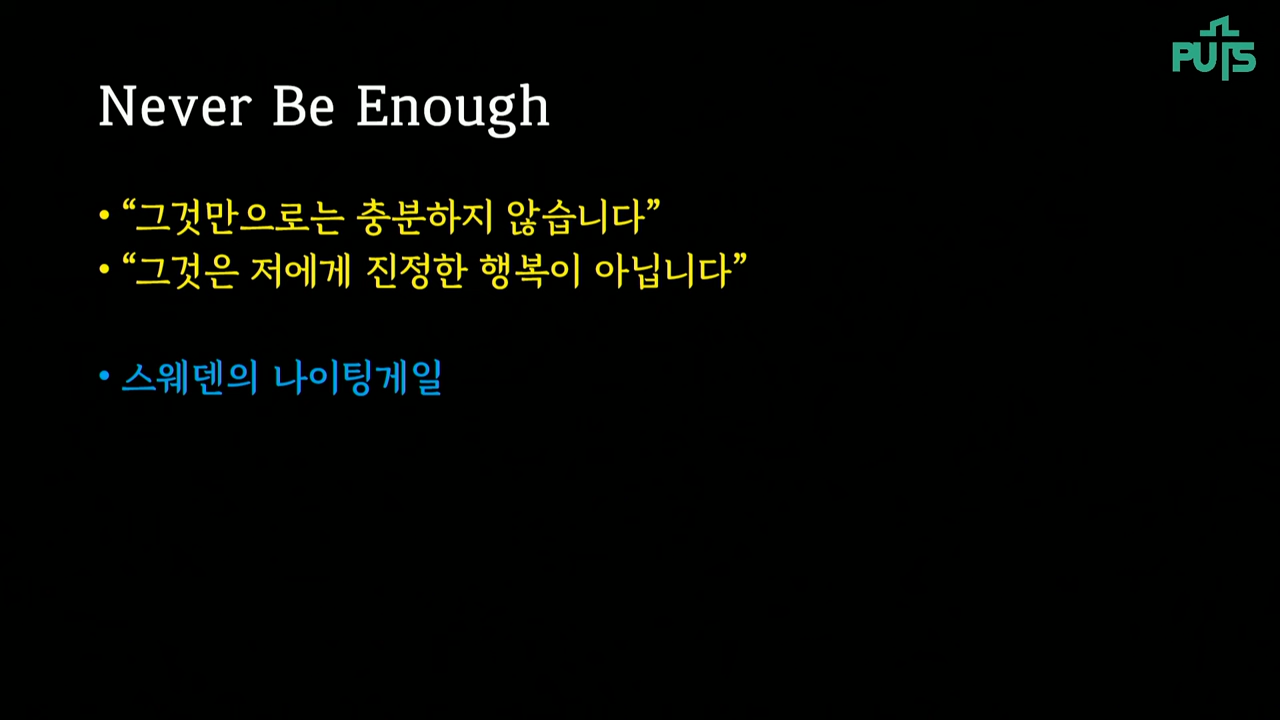 PUTS
Never Be Enough
• “그것만으로는 충분하지 않습니다”
• “그것은 저에게 진정한 행복이 아닙니다”
• 스웨덴의 나이팅게일